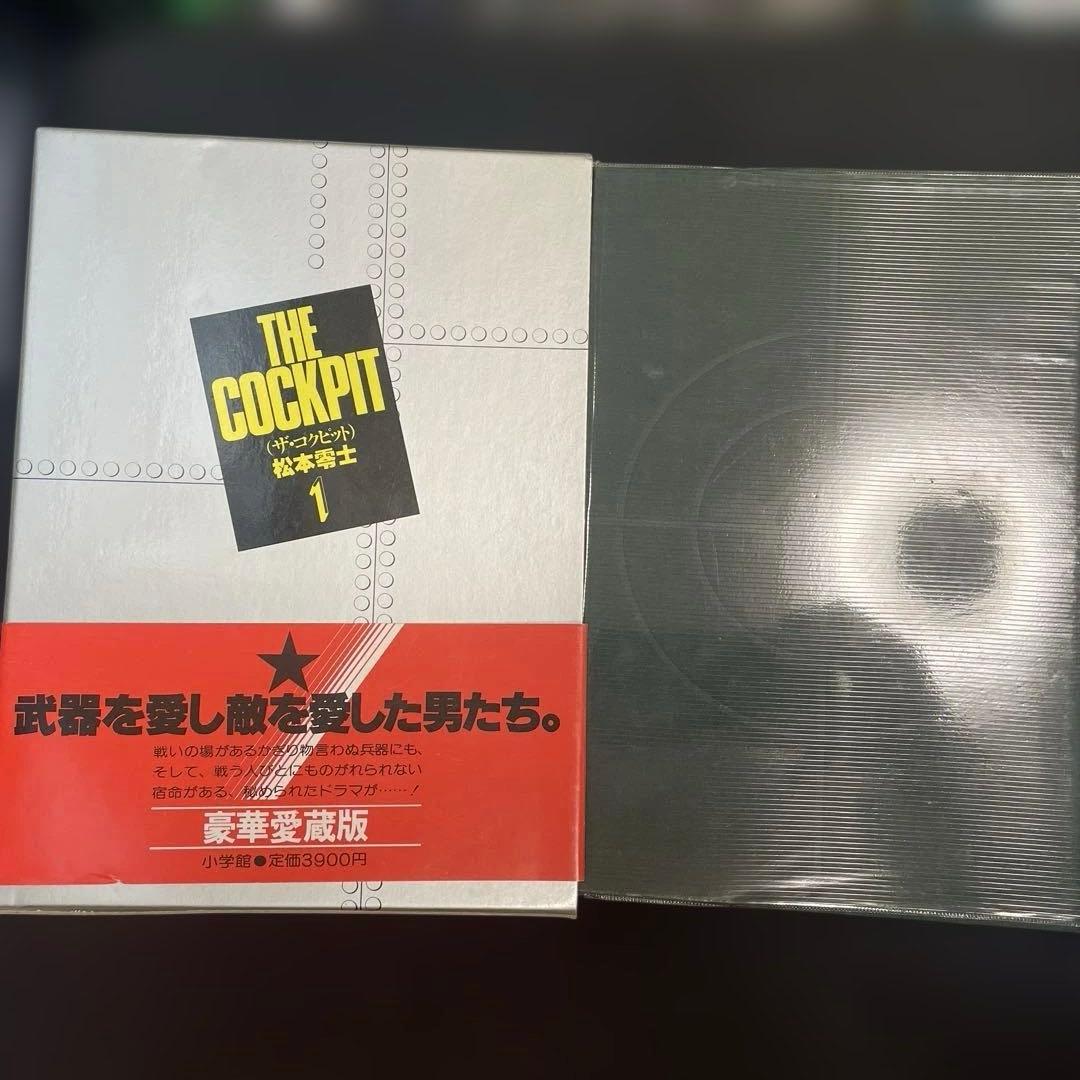 THE
COCKPIT
(ザ・コクピット)
松本零士
1
武器を愛し敵を愛した男たち。
戦いの場があるかぎり物言わぬ兵器にも、
そして、戦う人びとにものがれられない
宿命がある、秘められたドラマが……!
豪華愛蔵版
小学館●定価3900円